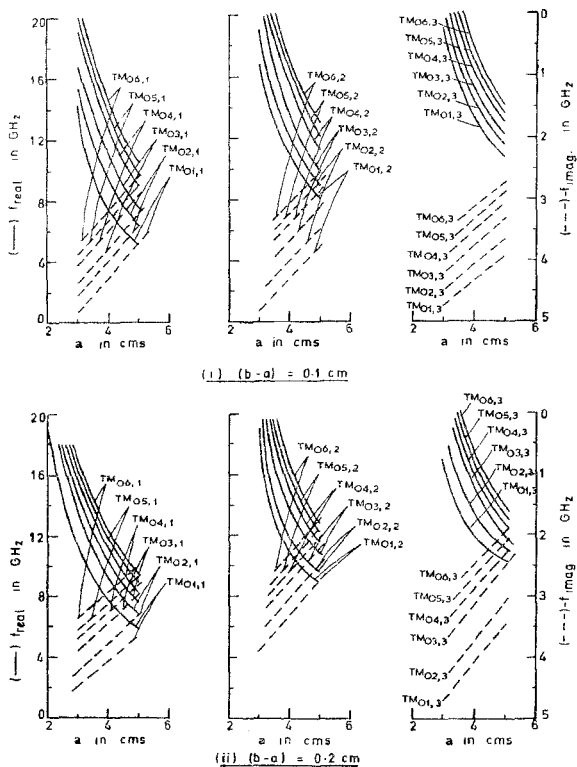 20
16
12
8
4
0
(——) f real in GHz
TM06,1
TM05,1
TM04,1
TM03,1
TM02,1
TM01,1
2 4 6
a in cms
TM06,2
TM05,2
TM04,2
TM03,2
TM02,2
TM01,2
2 4 6
a in cms
TM06,3
TM05,3
TM04,3
TM03,3
TM02,3
TM01,3
TM06,3
TM05,3
TM04,3
TM03,3
TM02,3
TM01,3
2 4 6
a in cms
0
1
2
3
4
5
(---)-f imag. in GHz
(i) (b-a) = 0·1 cm
20
16
12
8
4
0
(——) f real in GHz
TM06,1
TM05,1
TM04,1
TM03,1
TM02,1
TM01,1
2 4 6
a in cms
TM06,2
TM05,2
TM04,2
TM03,2
TM02,2
TM01,2
2 4 6
a in cms
TM06,3
TM05,3
TM04,3
TM03,3
TM02,3
TM01,3
TM06,3
TM05,3
TM04,3
TM03,3
TM02,3
TM01,3
2 4 6
a in cms
0
1
2
3
4
5
(---)-f imag. in GHz
(ii) (b-a) = 0·2 cm